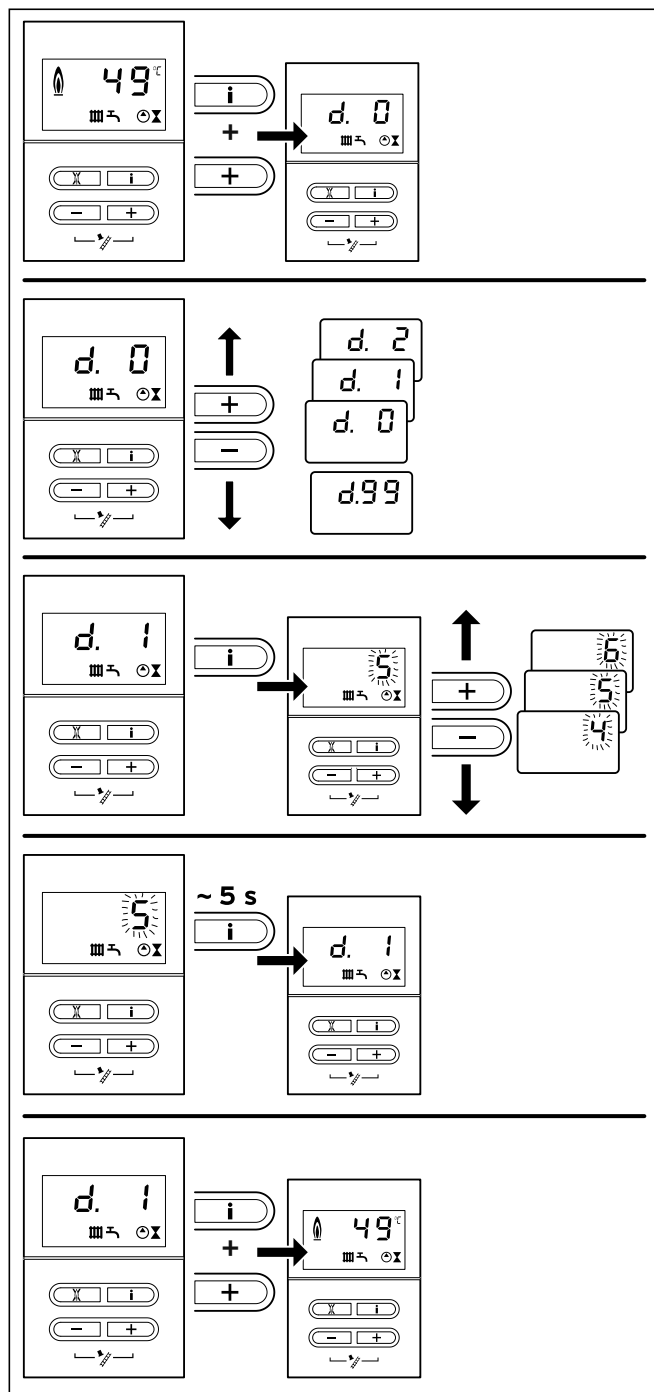 49 °C
i
+
+
d. 0
i
− +
i
− +
d. 0
+
−
d. 2
d. 1
d. 0
d.99
i
− +
d. 1
i
5
+
−
6
5
4
i
− +
i
− +
5
~ 5 s
i
d. 1
i
− +
i
− +
d. 1
i
+
+
49 °C
i
− +
i
− +